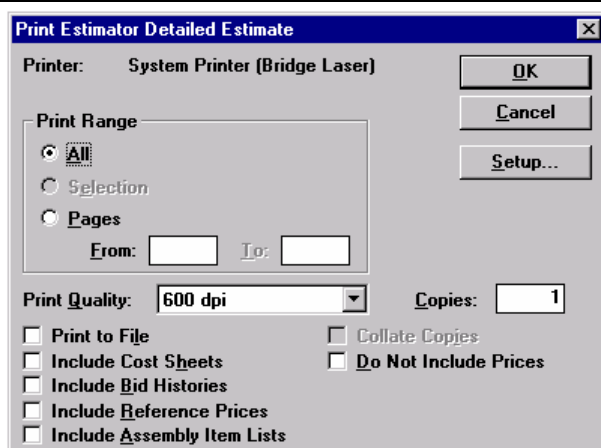 Print Estimator Detailed Estimate
Printer: System Printer (Bridge Laser)
OK
Cancel
Setup...
Print Range
All
Selection
Pages
From: To:
Print Quality: 600 dpi Copies: 1
Print to File Collate Copies
Include Cost Sheets Do Not Include Prices
Include Bid Histories
Include Reference Prices
Include Assembly Item Lists